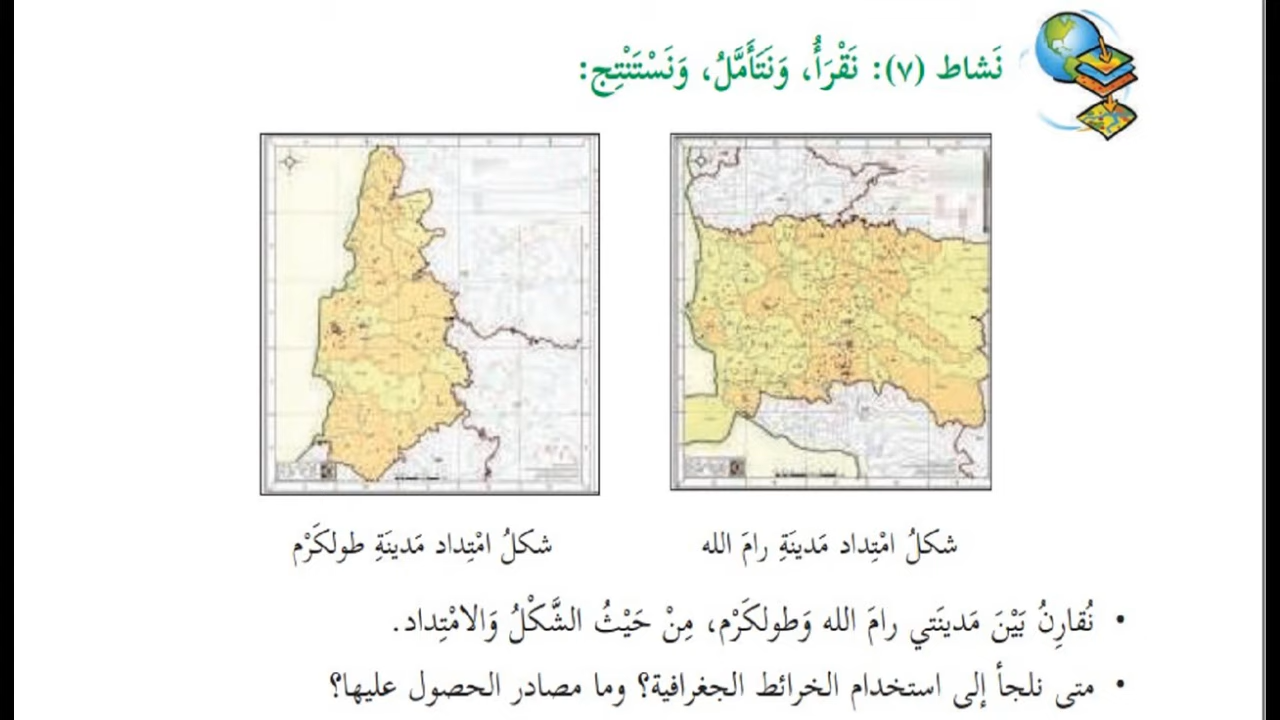 نَشاط (٧): نَقْرَأُ، وَنَتَأَمَّلُ، وَنَسْتَنْتِج:
شكلُ امْتِداد مَدينَةِ رامَ الله
شكلُ امْتِداد مَدينَةِ طولكَرْم
• نُقارِنُ بَيْنَ مَدينَتي رامَ الله وَطولكَرْم، مِنْ حَيْثُ الشَّكْلُ وَالامْتِداد.
• متى نلجأ إلى استخدام الخرائط الجغرافية؟ وما مصادر الحصول عليها؟